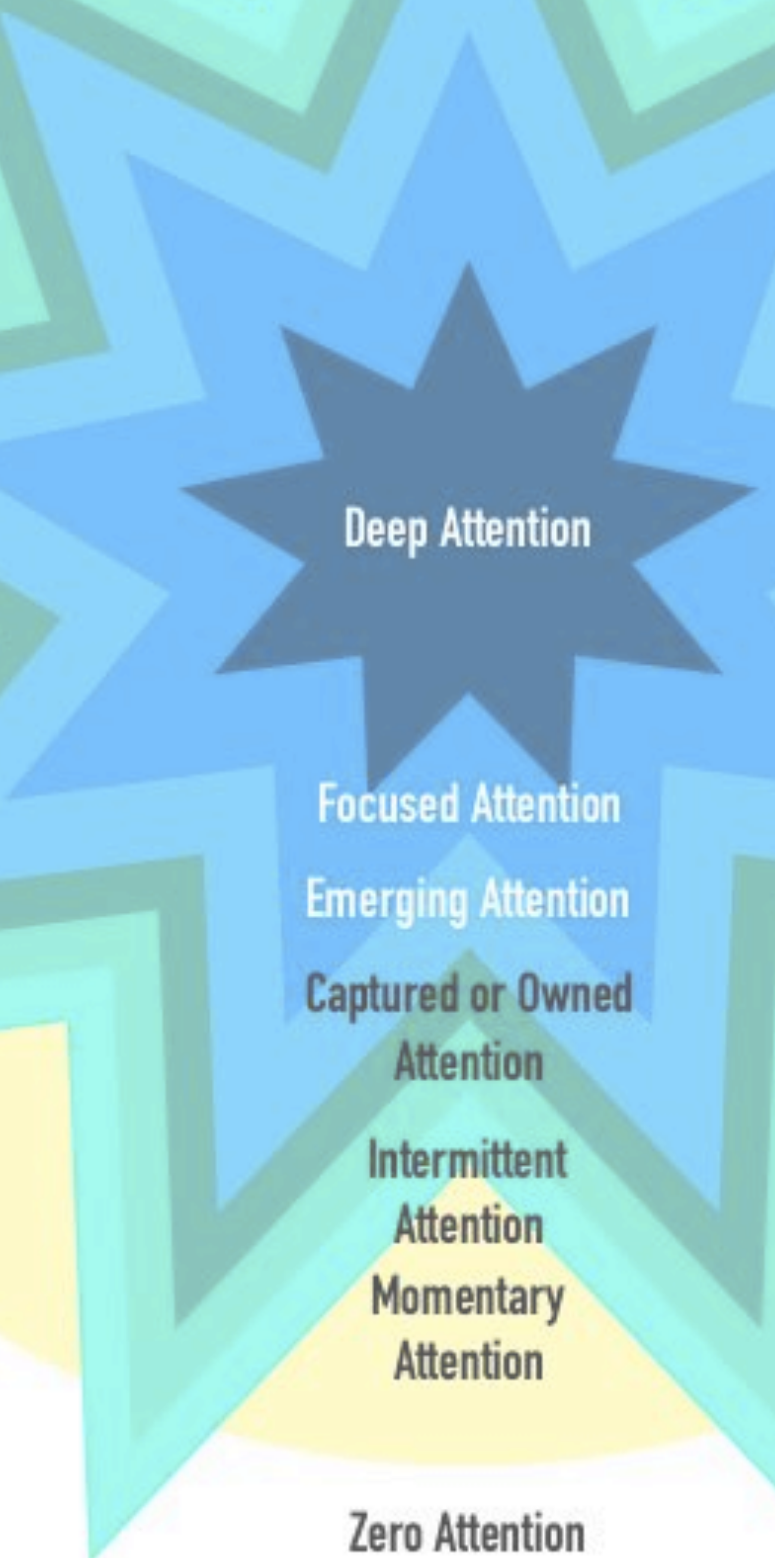 Deep Attention
Focused Attention
Emerging Attention
Captured or Owned
Attention
Intermittent
Attention
Momentary
Attention
Zero Attention